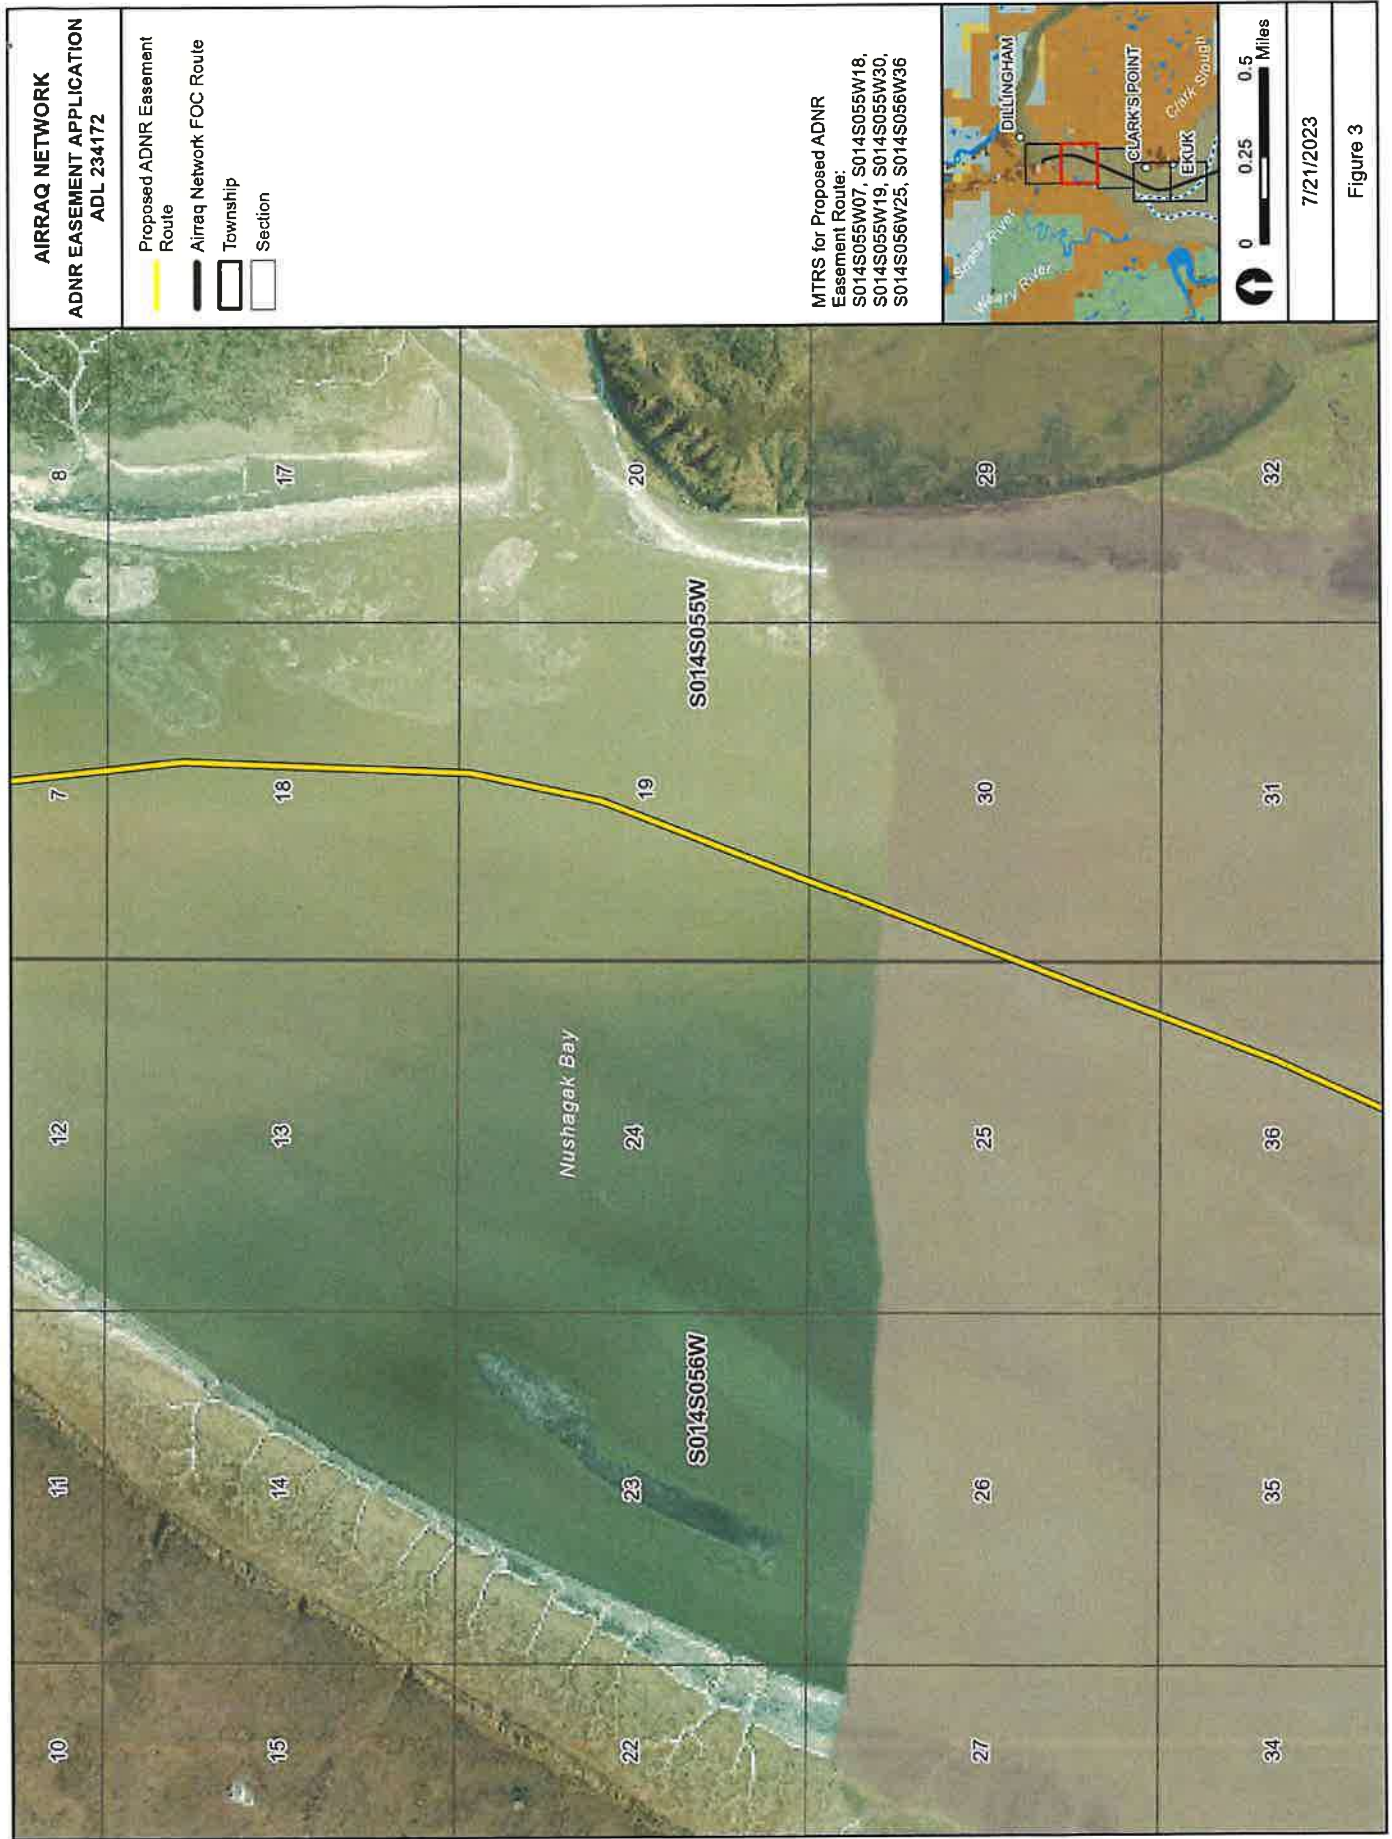 10
11
12
7
8
15
14
13
18
17
Nushagak Bay
22
23
24
19
20
S014S056W
S014S055W
27
26
25
30
29
34
35
36
31
32
AIRRAQ NETWORK
ADNR EASEMENT APPLICATION
ADL 234172
Proposed ADNR Easement
Route
Airraq Network FOC Route
Township
Section
MTRS for Proposed ADNR
Easement Route:
S014S055W07, S014S055W18,
S014S055W19, S014S055W30,
S014S056W25, S014S056W36
Snake River
Weary River
DILLINGHAM
CLARK'S POINT
EKUK
Clark Slough
0 0.25 0.5
Miles
7/21/2023
Figure 3